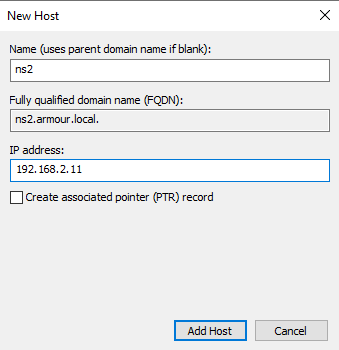 New Host
Name (uses parent domain name if blank):
ns2
Fully qualified domain name (FQDN):
ns2.armour.local.
IP address:
192.168.2.11
Create associated pointer (PTR) record
Add Host
Cancel